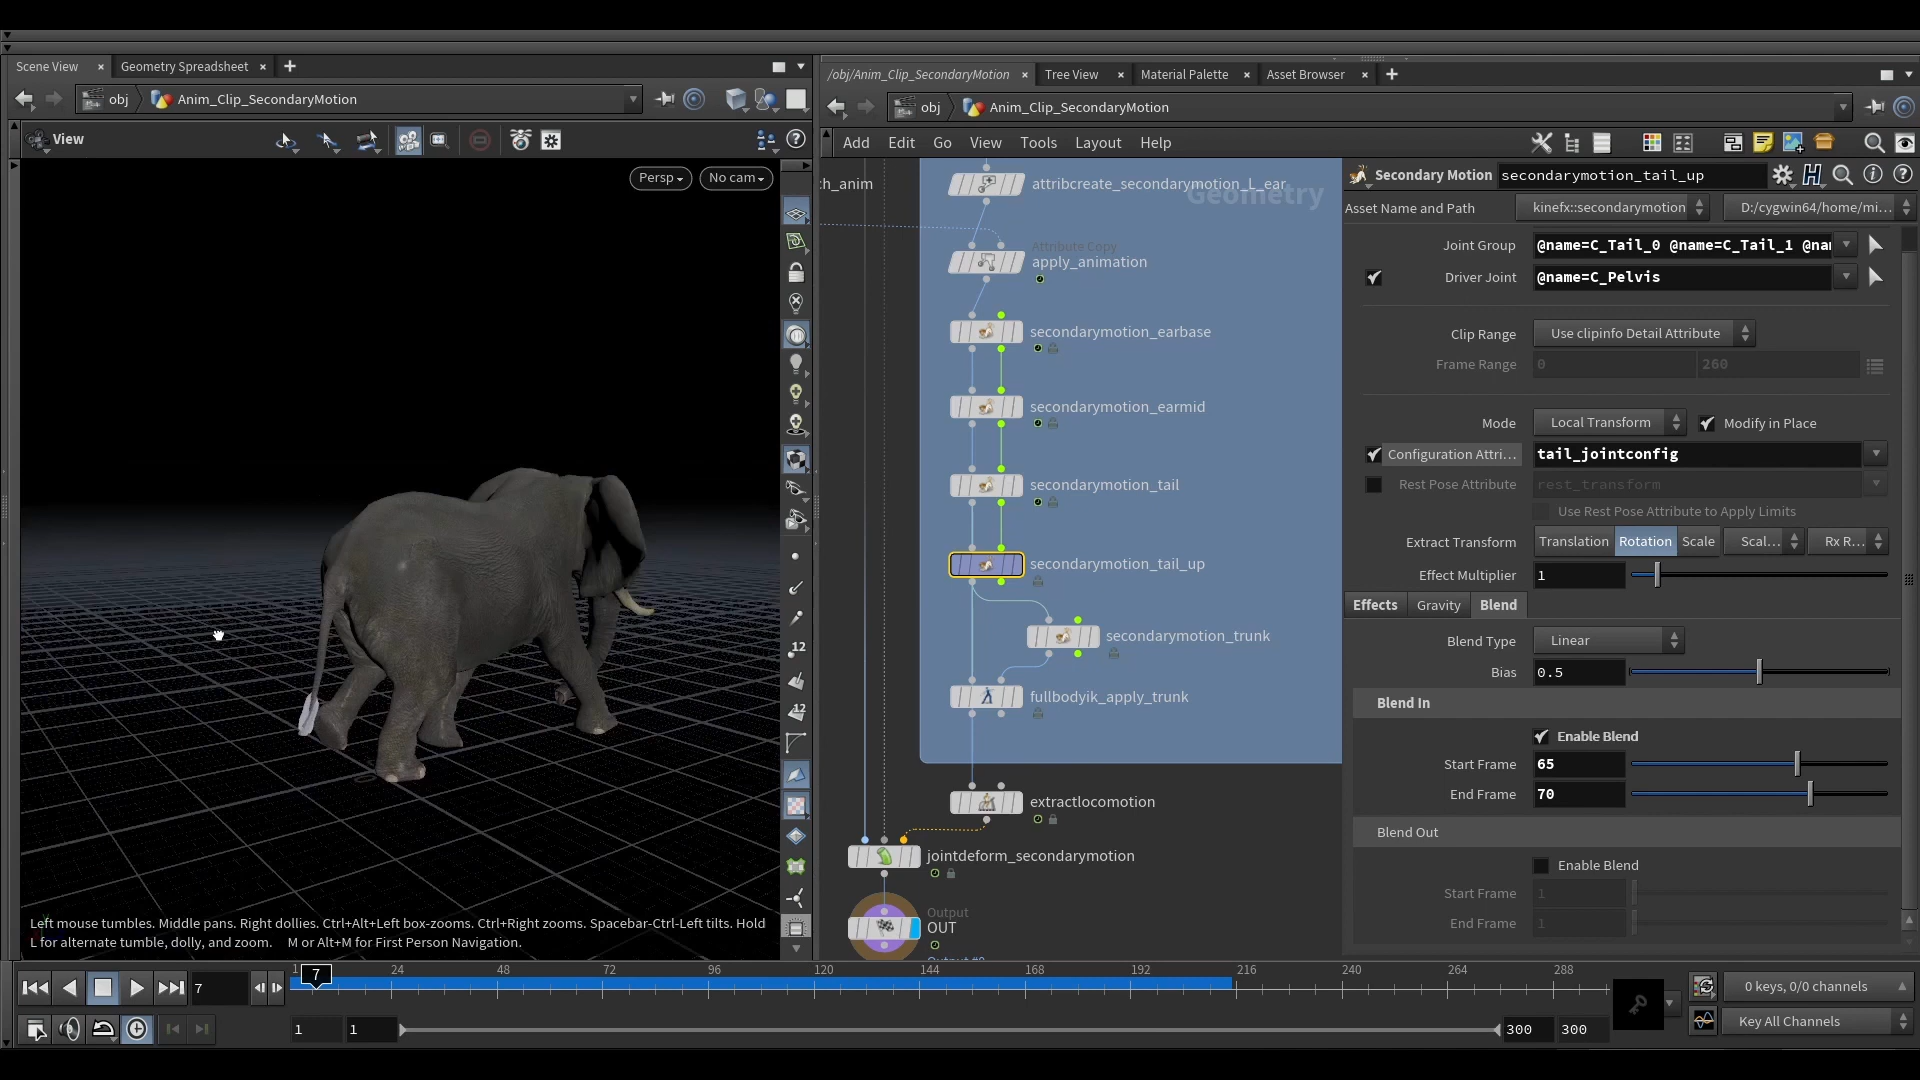 Scene View × Geometry Spreadsheet ×
/obj/Anim_Clip_SecondaryMotion × Tree View × Material Palette × Asset Browser ×
obj Anim_Clip_SecondaryMotion
obj Anim_Clip_SecondaryMotion
View
Add Edit Go View Tools Layout Help
Persp No cam
Geometry
:h_anim
attribcreate_secondarymotion_L_ear
Attribute Copy
apply_animation
secondarymotion_earbase
secondarymotion_earmid
secondarymotion_tail
secondarymotion_tail_up
secondarymotion_trunk
fullbodyik_apply_trunk
extractlocomotion
jointdeform_secondarymotion
Output
OUT
12
12
Left mouse tumbles. Middle pans. Right dollies. Ctrl+Alt+Left box-zooms. Ctrl+Right zooms. Spacebar-Ctrl-Left tilts. Hold
L for alternate tumble, dolly, and zoom. M or Alt+M for First Person Navigation.
Secondary Motion secondarymotion_tail_up
Asset Name and Path kinefx::secondarymotion D:/cygwin64/home/mi...
Joint Group @name=C_Tail_0 @name=C_Tail_1 @nam
Driver Joint @name=C_Pelvis
Clip Range Use clipinfo Detail Attribute
Frame Range 0 260
Mode Local Transform Modify in Place
Configuration Attri... tail_jointconfig
Rest Pose Attribute rest_transform
Use Rest Pose Attribute to Apply Limits
Extract Transform Translation Rotation Scale Scal... Rx R...
Effect Multiplier 1
Effects Gravity Blend
Blend Type Linear
Bias 0.5
Blend In
Enable Blend
Start Frame 65
End Frame 70
Blend Out
Enable Blend
Start Frame 1
End Frame 1
7 1 7 24 48 72 96 120 144 168 192 216 240 264 288
0 keys, 0/0 channels
1 1 300 300
Key All Channels